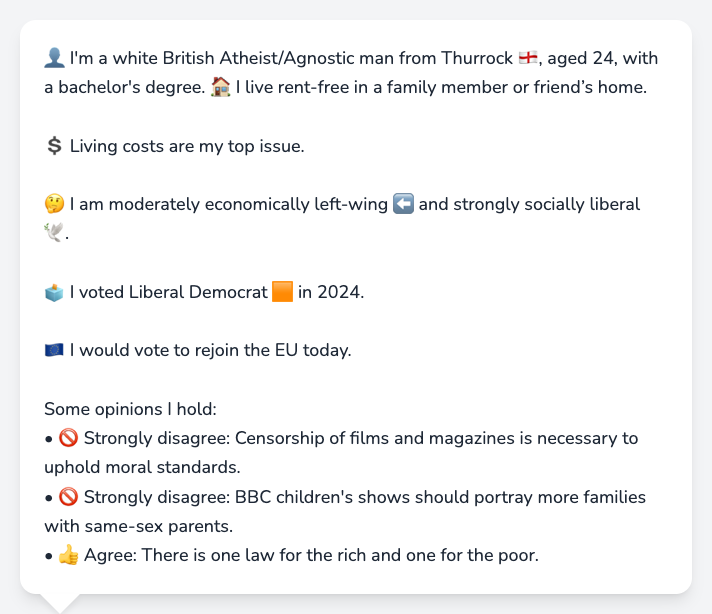 👤 I'm a white British Atheist/Agnostic man from Thurrock 🏴󠁧󠁢󠁥󠁮󠁧󠁿, aged 24, with
a bachelor's degree. 🏠 I live rent-free in a family member or friend’s home.
💲 Living costs are my top issue.
🤔 I am moderately economically left-wing ⬅️ and strongly socially liberal
🕊️.
🗳️ I voted Liberal Democrat 🟧 in 2024.
🇪🇺 I would vote to rejoin the EU today.
Some opinions I hold:
• 🚫 Strongly disagree: Censorship of films and magazines is necessary to
uphold moral standards.
• 🚫 Strongly disagree: BBC children's shows should portray more families
with same-sex parents.
• 👍 Agree: There is one law for the rich and one for the poor.